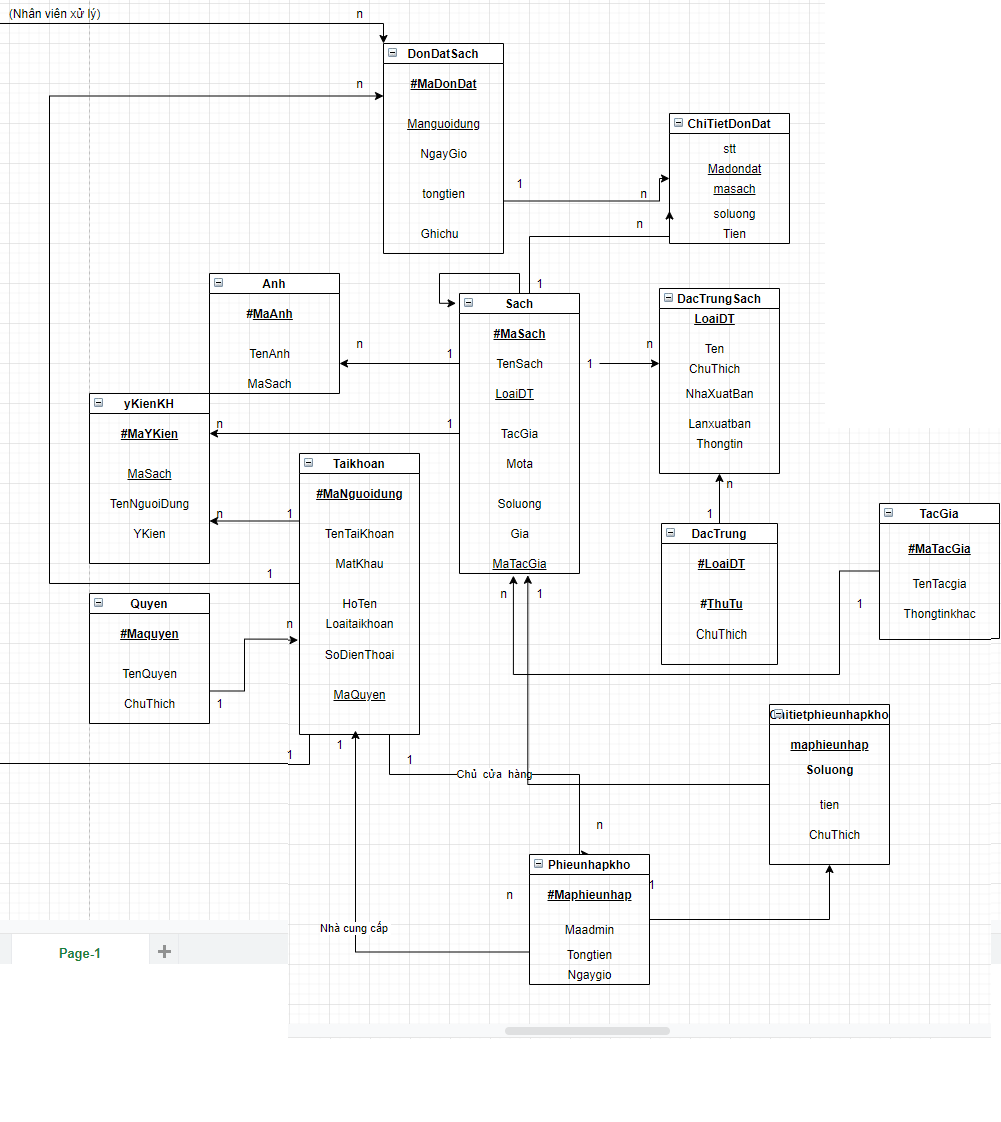 (Nhân viên xử lý)
n
DonDatSach
#MaDonDat
Manguoidung
NgayGio
tongtien
Ghichu
n
ChiTietDonDat
stt
Madondat
masach
soluong
Tien
1
n
n
1
Anh
#MaAnh
TenAnh
MaSach
n
1
Sach
#MaSach
TenSach
LoaiDT
TacGia
Mota
Soluong
Gia
MaTacGia
1
n
DacTrungSach
LoaiDT
Ten
ChuThich
NhaXuatBan
Lanxuatban
Thongtin
n
1
yKienKH
#MaYKien
MaSach
TenNguoiDung
YKien
n
1
n
1
Taikhoan
#MaNguoidung
TenTaiKhoan
MatKhau
HoTen
Loaitaikhoan
SoDienThoai
MaQuyen
1
DacTrung
#LoaiDT
#ThuTu
ChuThich
TacGia
#MaTacGia
TenTacgia
Thongtinkhac
n
1
1
Quyen
#Maquyen
TenQuyen
ChuThich
n
1
1
1
1
Chủ cửa hàng
n
Chitietphieunhapkho
maphieunhap
Soluong
tien
ChuThich
Phieunhapkho
#Maphieunhap
Maadmin
Tongtien
Ngaygio
n
1
Nhà cung cấp
Page-1